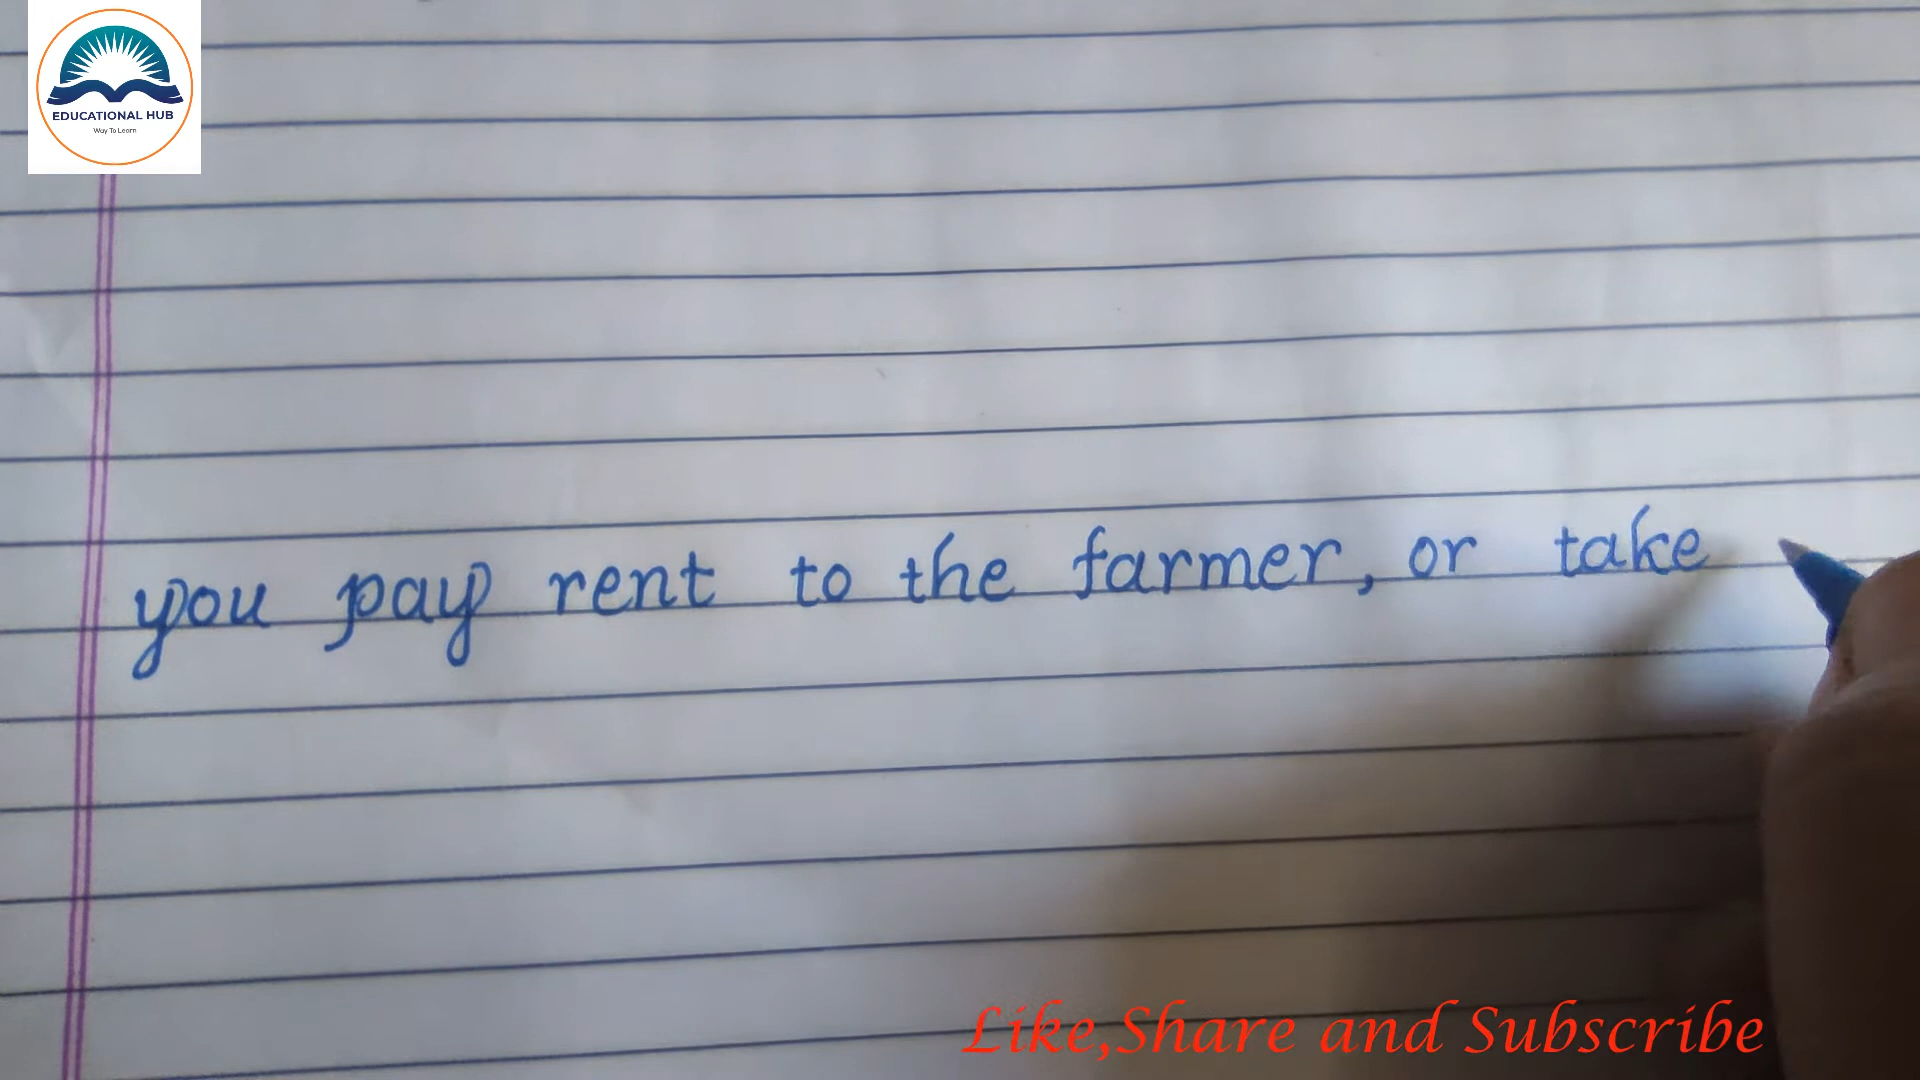 EDUCATIONAL HUB
Way To Learn
you pay rent to the farmer, or take
Like,Share and Subscribe